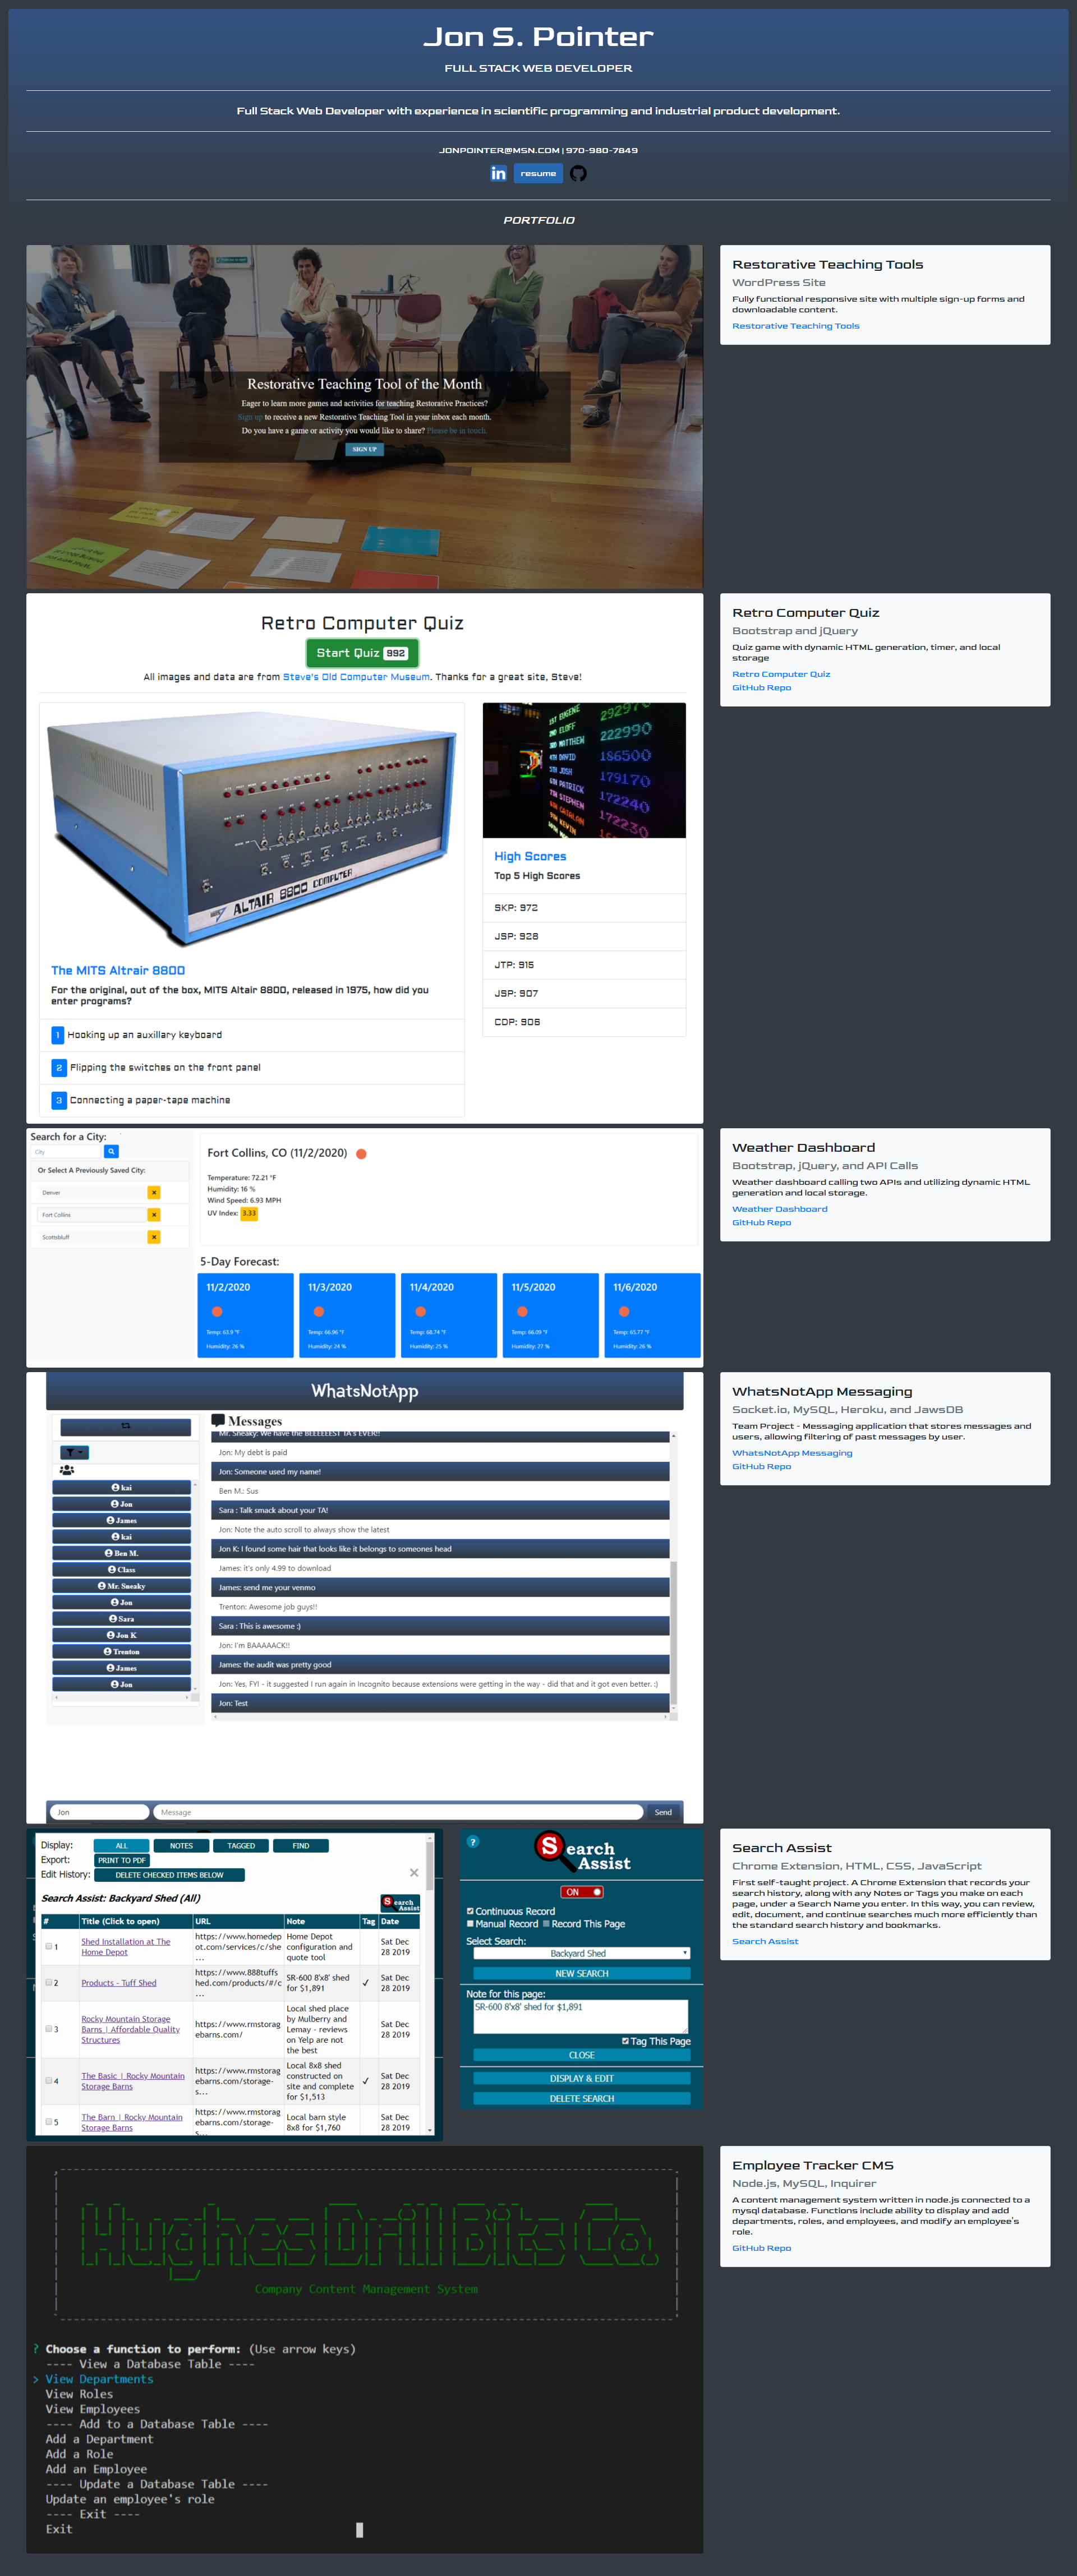 Jon S. Pointer
FULL STACK WEB DEVELOPER
Full Stack Web Developer with experience in scientific programming and industrial product development.
JONPOINTER@MSN.COM | 970-980-7849
in
resume
PORTFOLIO
Restorative Teaching Tool of the Month
Eager to learn more games and activities for teaching Restorative Practices?
Sign up to receive a new Restorative Teaching Tool in your inbox each month.
Do you have a game or activity you would like to share? Please be in touch.
SIGN UP
Restorative Teaching Tools
WordPress Site
Fully functional responsive site with multiple sign-up forms and
downloadable content.
Restorative Teaching Tools
Retro Computer Quiz
Start Quiz 992
All images and data are from Steve's Old Computer Museum. Thanks for a great site, Steve!
ALTAIR 8800 COMPUTER
The MITS Altrair 8800
For the original, out of the box, MITS Altair 8800, released in 1975, how did you
enter programs?
1 Hooking up an auxillary keyboard
2 Flipping the switches on the front panel
3 Connecting a paper-tape machine
1ST EUGENE 292970
2ND ELOFF 222990
3RD MATTHEW 186500
4TH DAVID 179170
5TH JOSH 172240
6TH PATRICK 172230
7TH STEPHEN
8TH
9TH KEVIN
High Scores
Top 5 High Scores
SKP: 972
JSP: 928
JTP: 915
JSP: 907
CDP: 906
Retro Computer Quiz
Bootstrap and jQuery
Quiz game with dynamic HTML generation, timer, and local
storage
Retro Computer Quiz
GitHub Repo
Search for a City:
City
Or Select A Previously Saved City:
Denver
Fort Collins
Scottsbluff
Fort Collins, CO (11/2/2020)
Temperature: 72.21 °F
Humidity: 16 %
Wind Speed: 6.93 MPH
UV Index: 3.33
5-Day Forecast:
11/2/2020 11/3/2020 11/4/2020 11/5/2020 11/6/2020
Temp: 63.9 °F Temp: 66.96 °F Temp: 68.74 °F Temp: 66.09 °F Temp: 65.77 °F
Humidity: 26 % Humidity: 24 % Humidity: 25 % Humidity: 27 % Humidity: 26 %
Weather Dashboard
Bootstrap, jQuery, and API Calls
Weather dashboard calling two APIs and utilizing dynamic HTML
generation and local storage.
Weather Dashboard
GitHub Repo
WhatsNotApp
kai
Jon
James
kai
Ben M.
Class
Mr. Sneaky
Jon
Sara
Jon K
Trenton
James
Jon
Messages
Mr. Sneaky: We have the BEEEEEST TA's EVER!!
Jon: My debt is paid
Jon: Someone used my name!
Ben M.: Sus
Sara : Talk smack about your TA!
Jon: Note the auto scroll to always show the latest
Jon K: I found some hair that looks like it belongs to someones head
James: it's only 4.99 to download
James: send me your venmo
Trenton: Awesome job guys!!
Sara : This is awesome :)
Jon: I'm BAAAAACK!!
James: the audit was pretty good
Jon: Yes, FYI - it suggested I run again in Incognito because extensions were getting in the way - did that and it got even better. :)
Jon: Test
Jon
Message
Send
WhatsNotApp Messaging
Socket.io, MySQL, Heroku, and JawsDB
Team Project - Messaging application that stores messages and
users, allowing filtering of past messages by user.
WhatsNotApp Messaging
GitHub Repo
Display: ALL NOTES TAGGED FIND
Export: PRINT TO PDF
Edit History: DELETE CHECKED ITEMS BELOW
Search Assist: Backyard Shed (All)
Search Assist
# Title (Click to open) URL Note Tag Date
1 Shed Installation at The Home Depot https://www.homedepot.com/services/c/she... Home Depot configuration and quote tool Sat Dec 28 2019
2 Products - Tuff Shed https://www.888tuffshed.com/products/#/c... SR-600 8'x8' shed for $1,891 ✓ Sat Dec 28 2019
3 Rocky Mountain Storage Barns | Affordable Quality Structures https://www.rmstoragebarns.com/ Local shed place by Mulberry and Lemay - reviews on Yelp are not the best Sat Dec 28 2019
4 The Basic | Rocky Mountain Storage Barns https://www.rmstoragebarns.com/storage-s... Local 8x8 shed constructed on site and complete for $1,513 ✓ Sat Dec 28 2019
5 The Barn | Rocky Mountain Storage Barns https://www.rmstoragebarns.com/storage-s... Local barn style 8x8 for $1,760 Sat Dec 28 2019
?
Search Assist
ON
Continuous Record
Manual Record Record This Page
Select Search:
Backyard Shed
NEW SEARCH
Note for this page:
SR-600 8'x8' shed for $1,891
Tag This Page
CLOSE
DISPLAY & EDIT
DELETE SEARCH
Search Assist
Chrome Extension, HTML, CSS, JavaScript
First self-taught project. A Chrome Extension that records your
search history, along with any Notes or Tags you make on each
page, under a Search Name you enter. In this way, you can review,
edit, document, and continue searches much more efficiently than
the standard search history and bookmarks.
Search Assist
Company Content Management System
? Choose a function to perform: (Use arrow keys)
---- View a Database Table ----
> View Departments
View Roles
View Employees
---- Add to a Database Table ----
Add a Department
Add a Role
Add an Employee
---- Update a Database Table ----
Update an employee's role
---- Exit ----
Exit
Employee Tracker CMS
Node.js, MySQL, Inquirer
A content management system written in node.js connected to a
mysql database. Functions include ability to display and add
departments, roles, and employees, and modify an employee's
role.
GitHub Repo